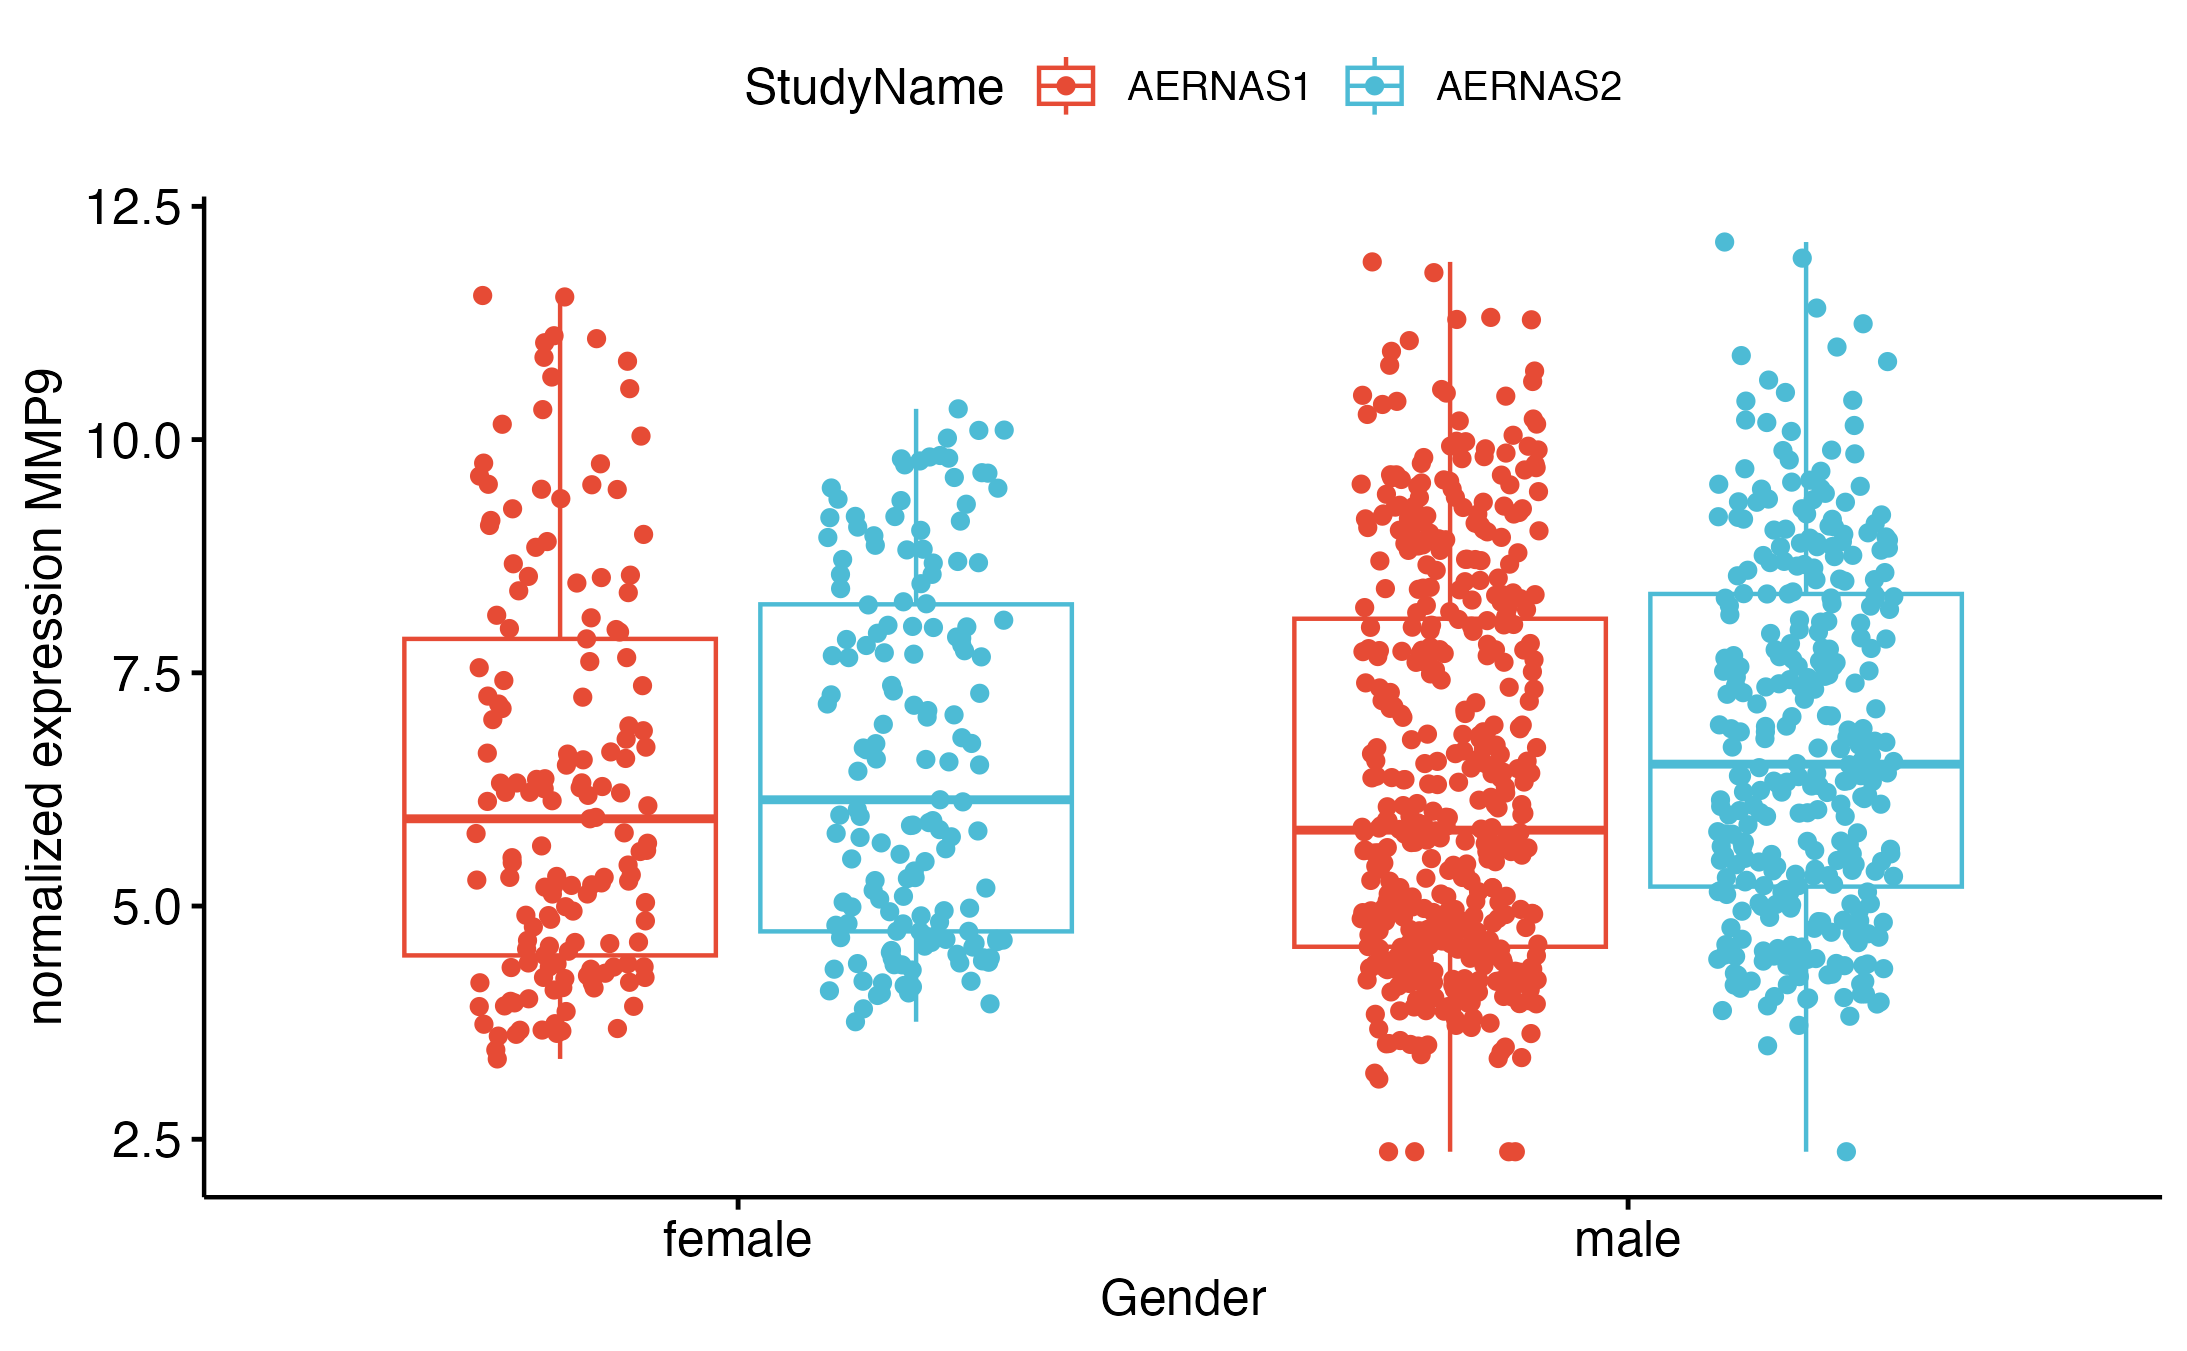 StudyName AERNAS1 AERNAS2
normalized expression MMP9
12.5
10.0
7.5
5.0
2.5
female male
Gender